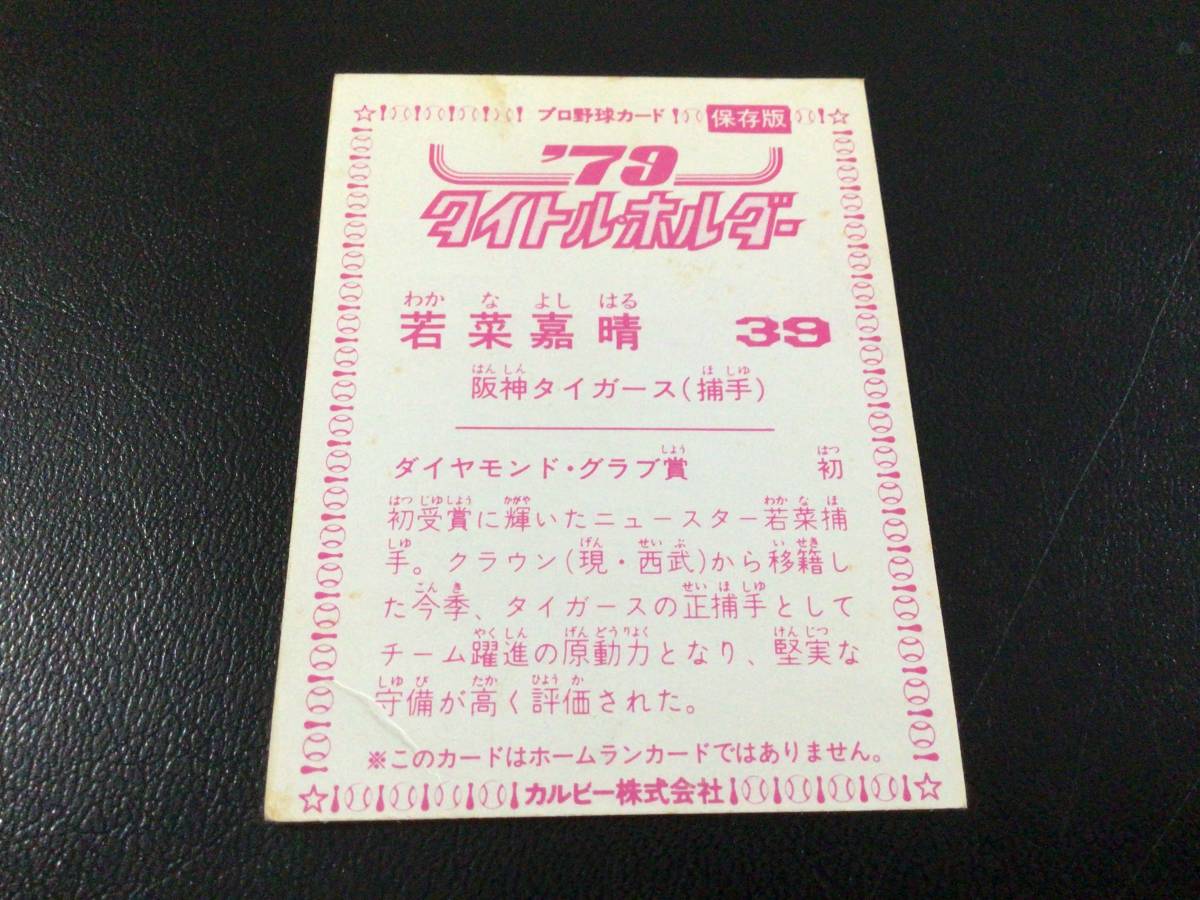 プロ野球カード 保存版
'79
タイトル・ホルダー
わか な よし はる
若菜嘉晴 39
はん しん ほ しゆ
阪神タイガース(捕手)
しよう はつ
ダイヤモンド・グラブ賞 初
はつ じゆ しよう かがや わか な ほ
初受賞に輝いたニュースター若菜捕
しゆ げん せい ぶ い せき
手。クラウン(現・西武)から移籍し
こん き せい ほ しゆ
た今季、タイガースの正捕手として
やく しん げん どう りよく けん じつ
チーム躍進の原動力となり、堅実な
しゆ び たか ひよう か
守備が高く評価された。
※このカードはホームランカードではありません。
カルビー株式会社